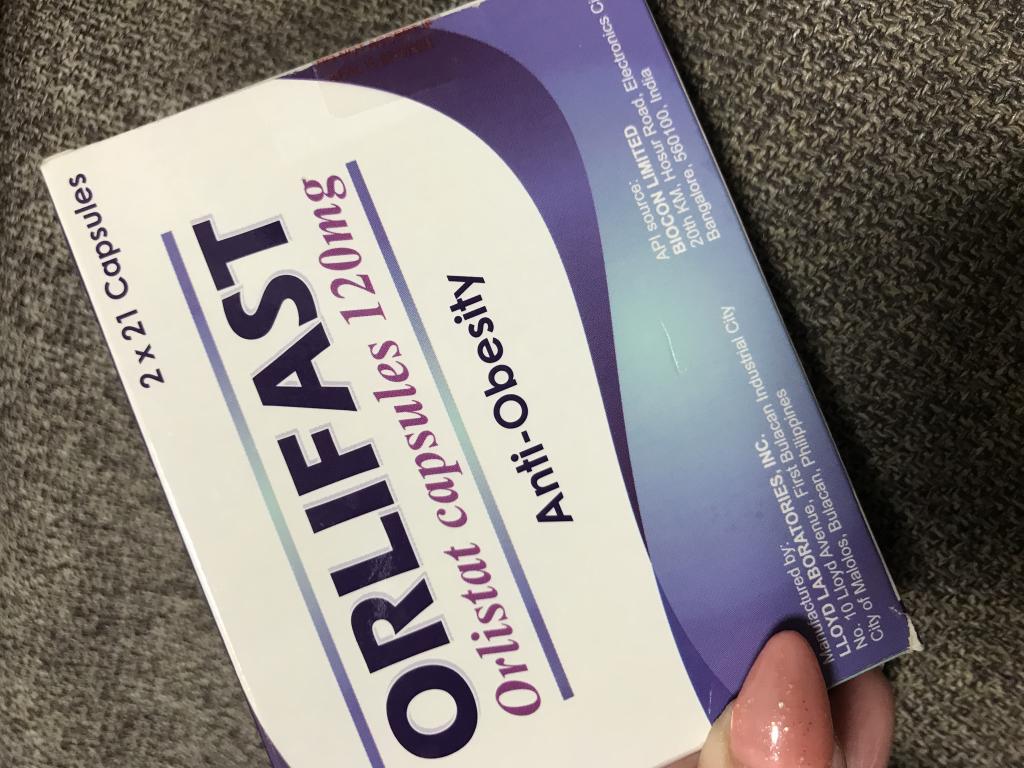 2 x 21 Capsules
ORLIFAST
Orlistat capsules 120mg
Anti-Obesity
Manufactured by:
LLOYD LABORATORIES, INC.
No. 10 Lloyd Avenue, First Bulacan Industrial City
City of Malolos, Bulacan, Philippines
API source:
BIOCON LIMITED
20th KM, Hosur Road, Electronics
Bangalore, 560100, India